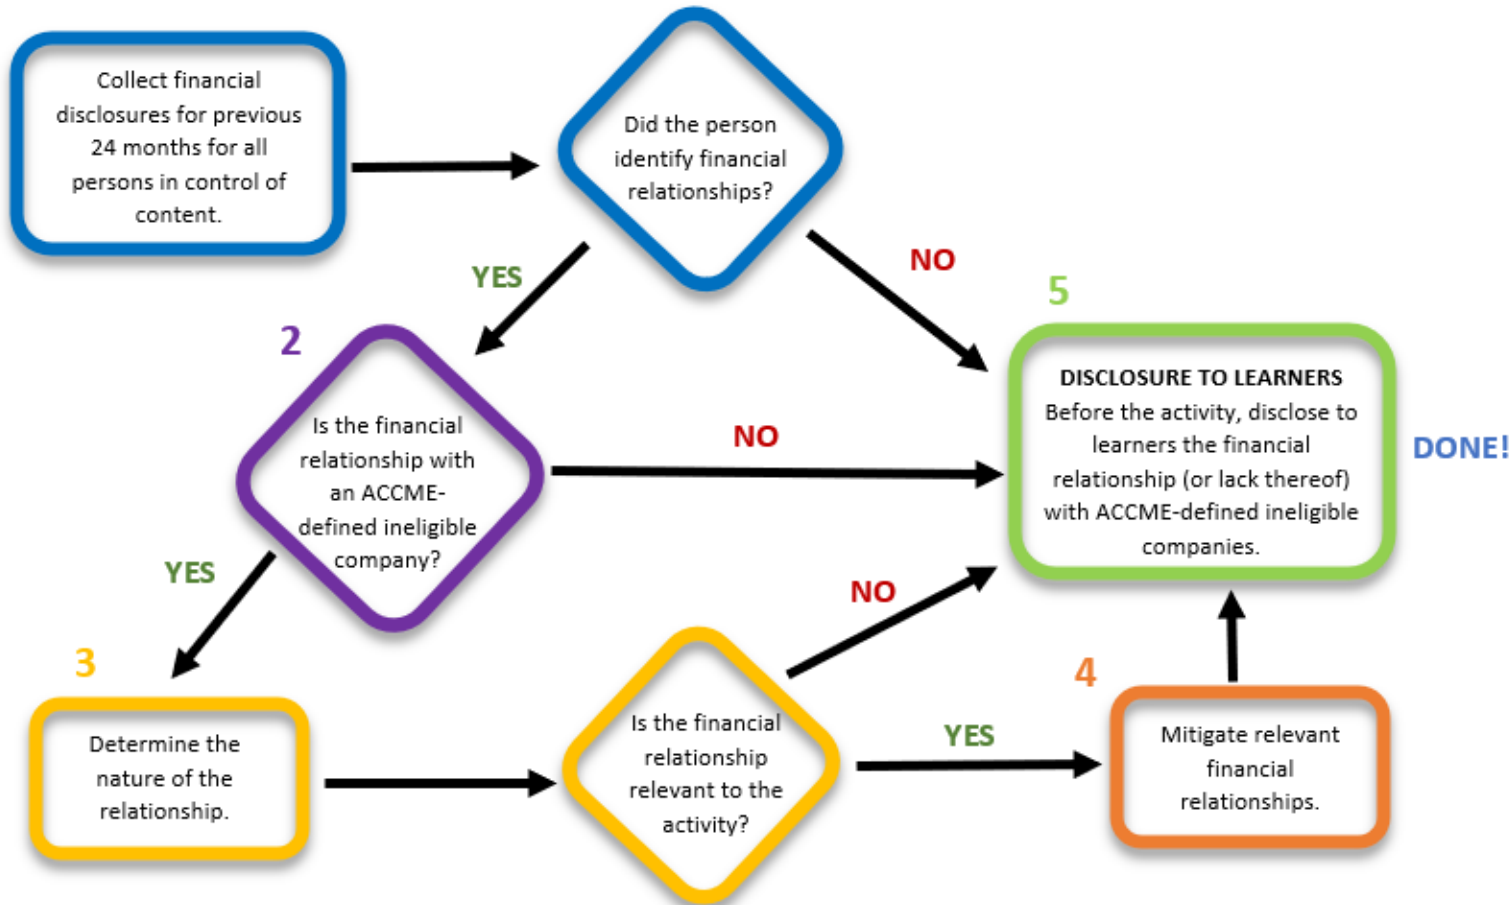 Collect financial
disclosures for previous
24 months for all
persons in control of
content.
Did the person
identify financial
relationships?
YES
NO
2
Is the financial
relationship with
an ACCME-
defined ineligible
company?
NO
5
DISCLOSURE TO LEARNERS
Before the activity, disclose to
learners the financial
relationship (or lack thereof)
with ACCME-defined ineligible
companies.
DONE!
YES
3
Determine the
nature of the
relationship.
Is the financial
relationship
relevant to the
activity?
NO
YES
4
Mitigate relevant
financial
relationships.